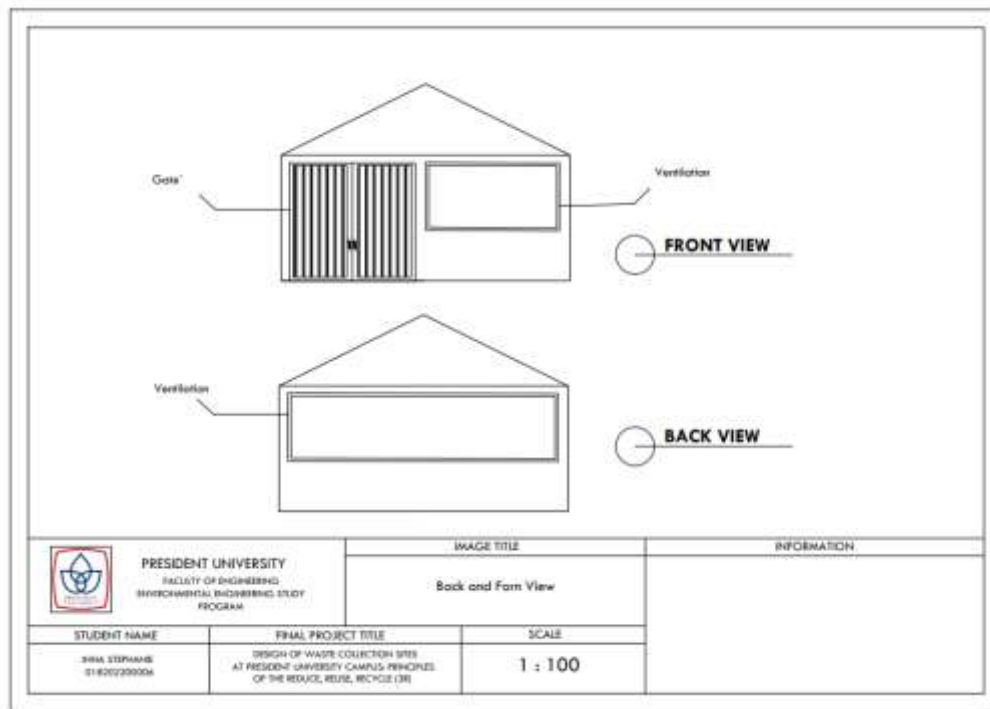 Gate'
Ventilation
FRONT VIEW
Ventilation
BACK VIEW
PRESIDENT UNIVERSITY
FACULTY OF ENGINEERING
ENVIRONMENTAL ENGINEERING STUDY
PROGRAM
IMAGE TITLE
Back and Forn View
INFORMATION
STUDENT NAME
STEPHANIE
FINAL PROJECT TITLE
DESIGN OF WASTE COLLECTION SITES
AT PRESIDENT UNIVERSITY CAMPUS: PRINCIPLES
OF THE REDUCE, REUSE, RECYCLE (3R)
SCALE
1 : 100